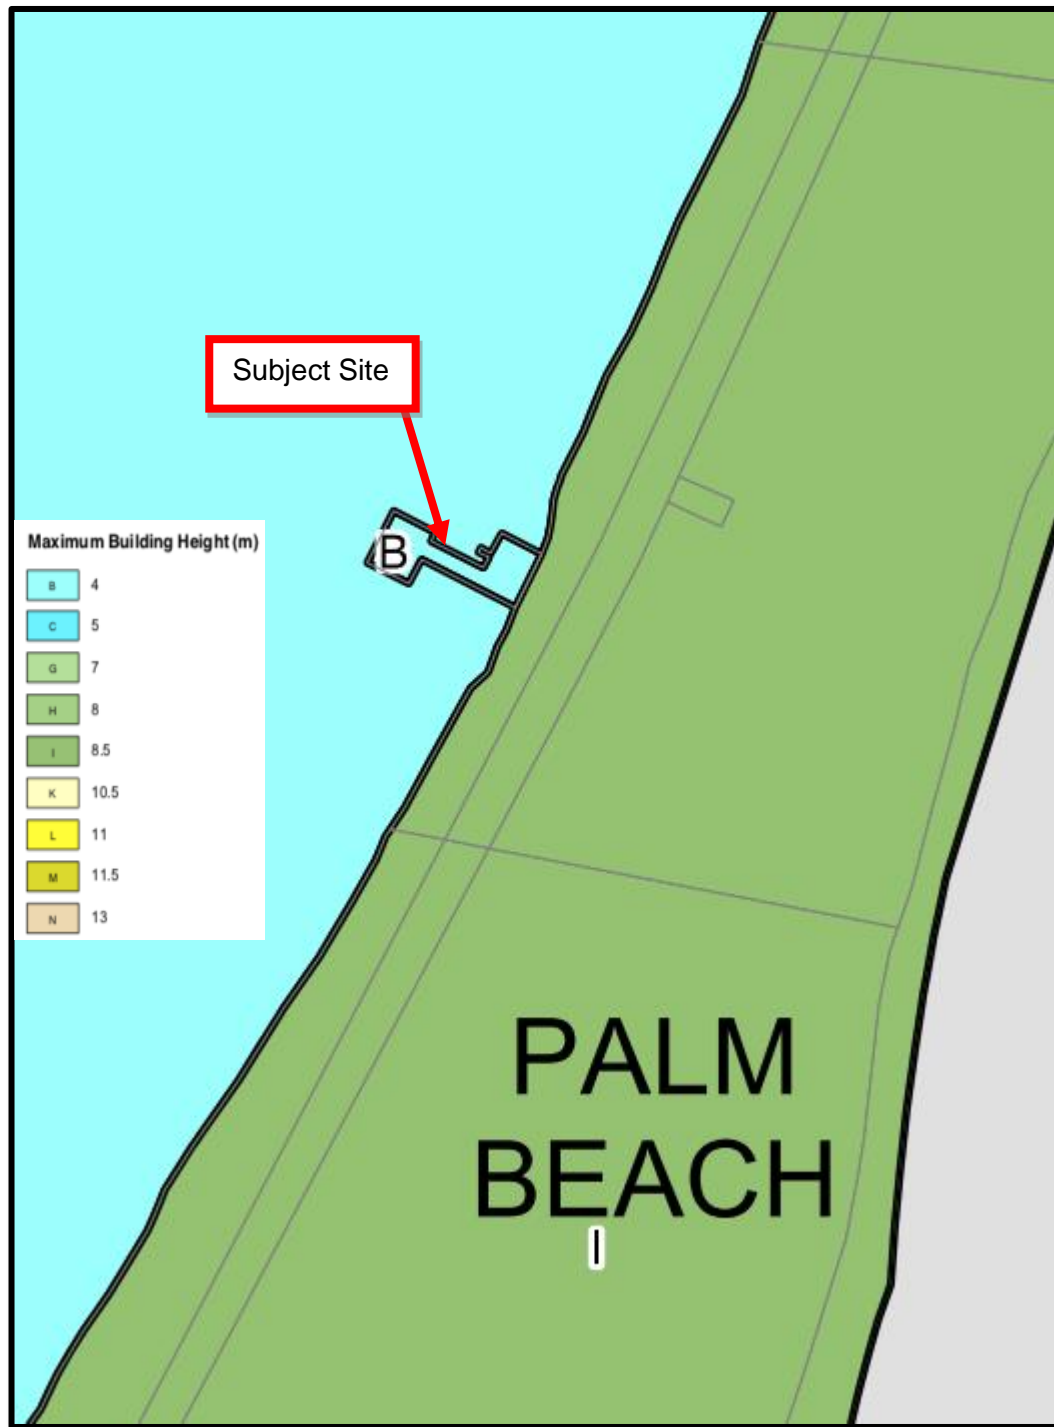 Subject Site
B
Maximum Building Height (m)
B 4
C 5
G 7
H 8
I 8.5
K 10.5
L 11
M 11.5
N 13
PALM
BEACH
I